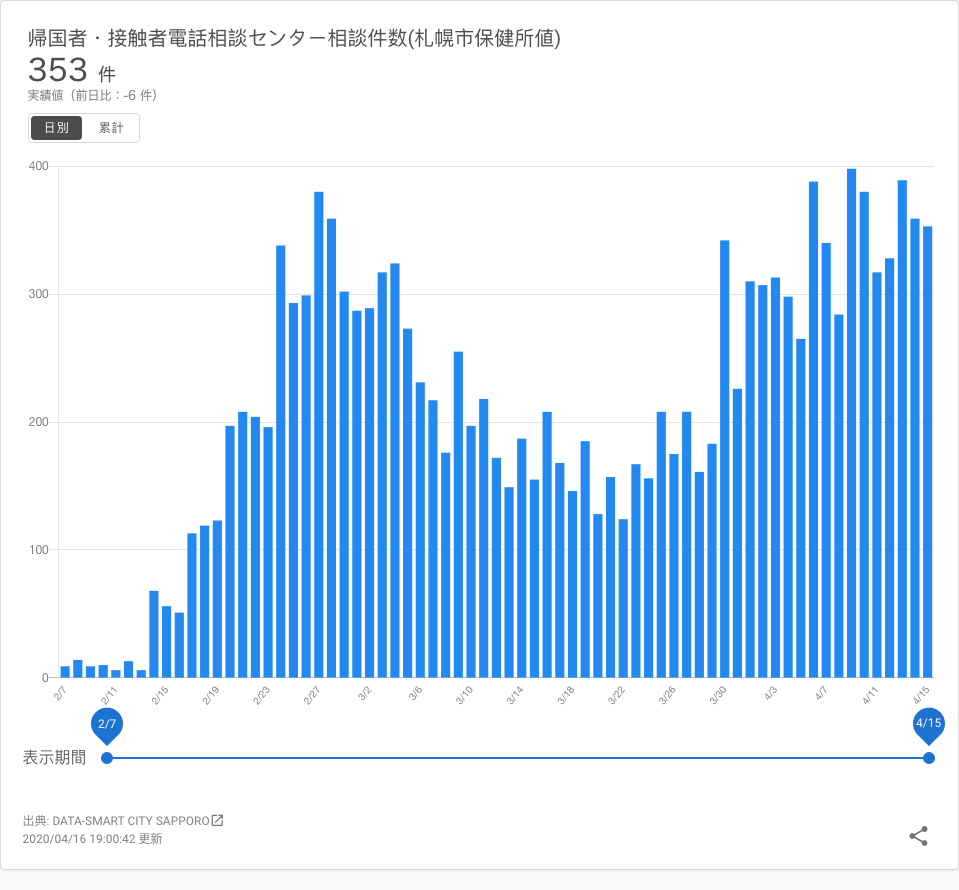 帰国者・接触者電話相談センター相談件数(札幌市保健所値)
353 件
実績値（前日比：-6 件）
日別 累計
400
300
200
100
0
2/7 2/11 2/15 2/19 2/23 2/27 3/2 3/6 3/10 3/14 3/18 3/22 3/26 3/30 4/3 4/7 4/11 4/15
2/7 4/15
表示期間
出典: DATA-SMART CITY SAPPORO
2020/04/16 19:00:42 更新